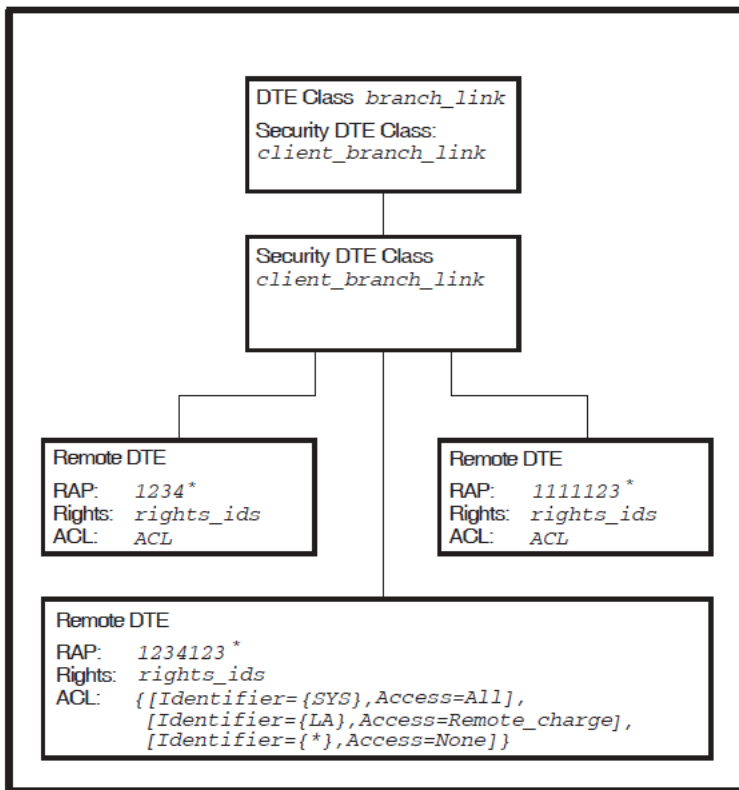 DTE Class branch_link
Security DTE Class:
client_branch_link
Security DTE Class
client_branch_link
Remote DTE
RAP: 1234*
Rights: rights_ids
ACL: ACL
Remote DTE
RAP: 1111123*
Rights: rights_ids
ACL: ACL
Remote DTE
RAP: 1234123*
Rights: rights_ids
ACL: {[Identifier={SYS},Access=All],
[Identifier={LA},Access=Remote_charge],
[Identifier={*},Access=None]}